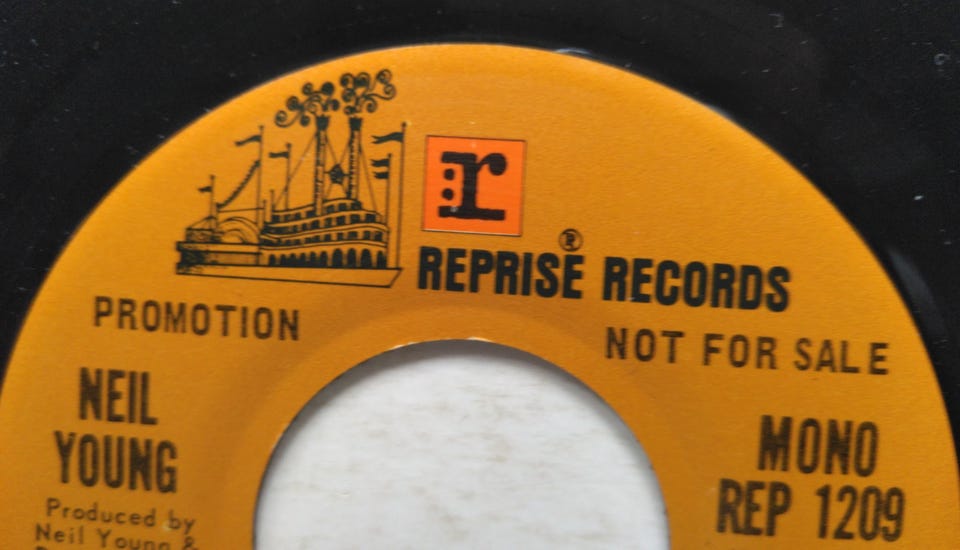 r
REPRISE ® RECORDS
PROMOTION
NOT FOR SALE
NEIL
YOUNG
Produced by
Neil Young &
MONO
REP 1209